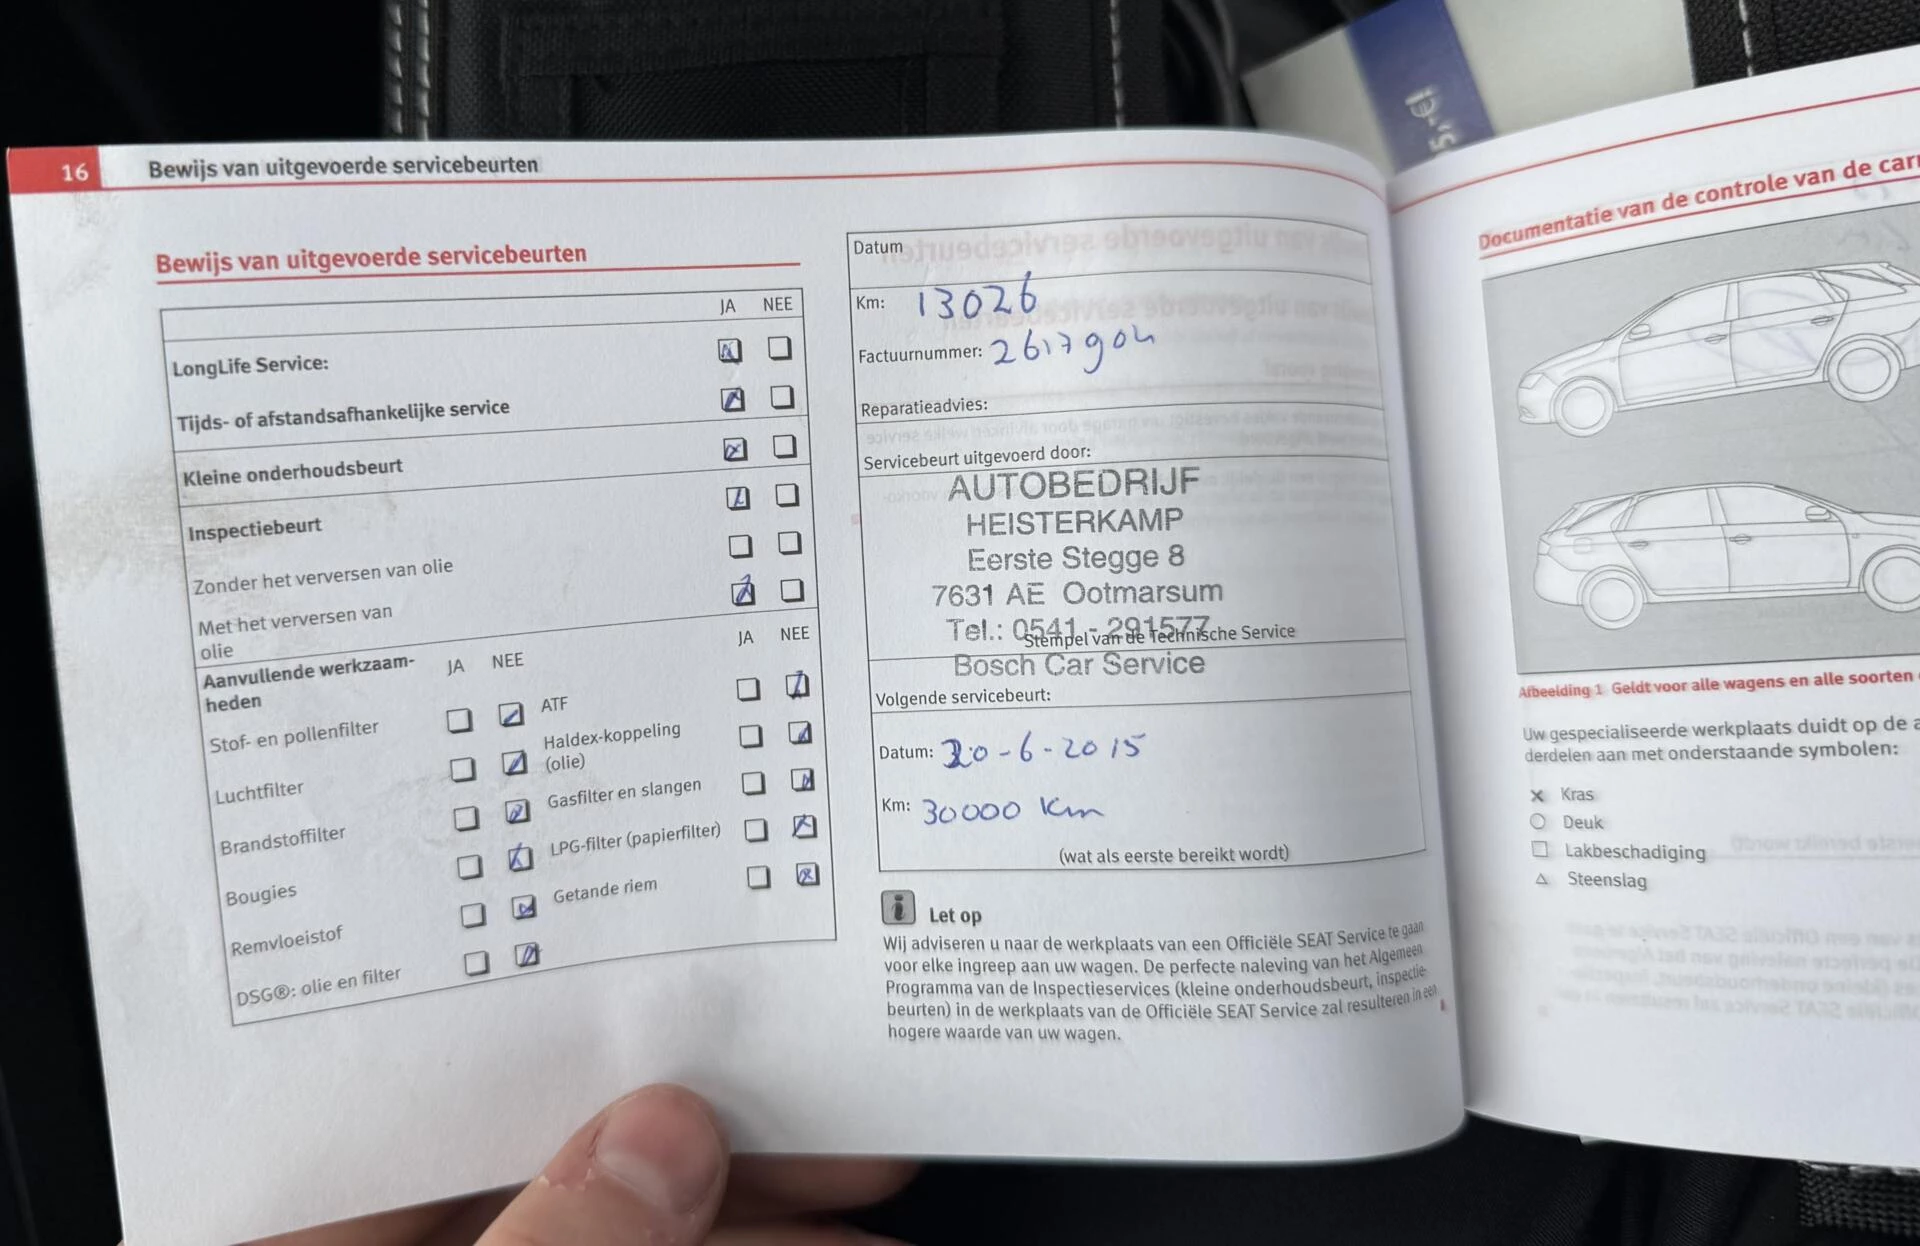 16 Bewijs van uitgevoerde servicebeurten
Bewijs van uitgevoerde servicebeurten
JA NEE
LongLife Service:
Tijds- of afstandsafhankelijke service
Kleine onderhoudsbeurt
Inspectiebeurt
Zonder het verversen van olie
Met het verversen van
olie
Aanvullende werkzaam-
heden
JA NEE
JA NEE
Stof- en pollenfilter
Luchtfilter
Brandstoffilter
Bougies
Remvloeistof
DSG®: olie en filter
ATF
Haldex-koppeling
(olie)
Gasfilter en slangen
LPG-filter (papierfilter)
Getande riem
Datum
Km: 13026
Factuurnummer: 2617904
Reparatieadvies:
Servicebeurt uitgevoerd door:
AUTOBEDRIJF
HEISTERKAMP
Eerste Stegge 8
7631 AE Ootmarsum
Tel.: 0541 - 291577
Stempel van de Technische Service
Bosch Car Service
Volgende servicebeurt:
Datum: 20-6-2015
Km: 30000 Km
(wat als eerste bereikt wordt)
Let op
Wij adviseren u naar de werkplaats van een Officiële SEAT Service te gaan
voor elke ingreep aan uw wagen. De perfecte naleving van het Algemeen
Programma van de Inspectieservices (kleine onderhoudsbeurt, inspectie-
beurten) in de werkplaats van de Officiële SEAT Service zal resulteren in een
hogere waarde van uw wagen.
Documentatie van de controle van de
Afbeelding 1 Geldt voor alle wagens en alle soorten
Uw gespecialiseerde werkplaats duidt op de
derdelen aan met onderstaande symbolen:
Kras
Deuk
Lakbeschadiging
Steenslag